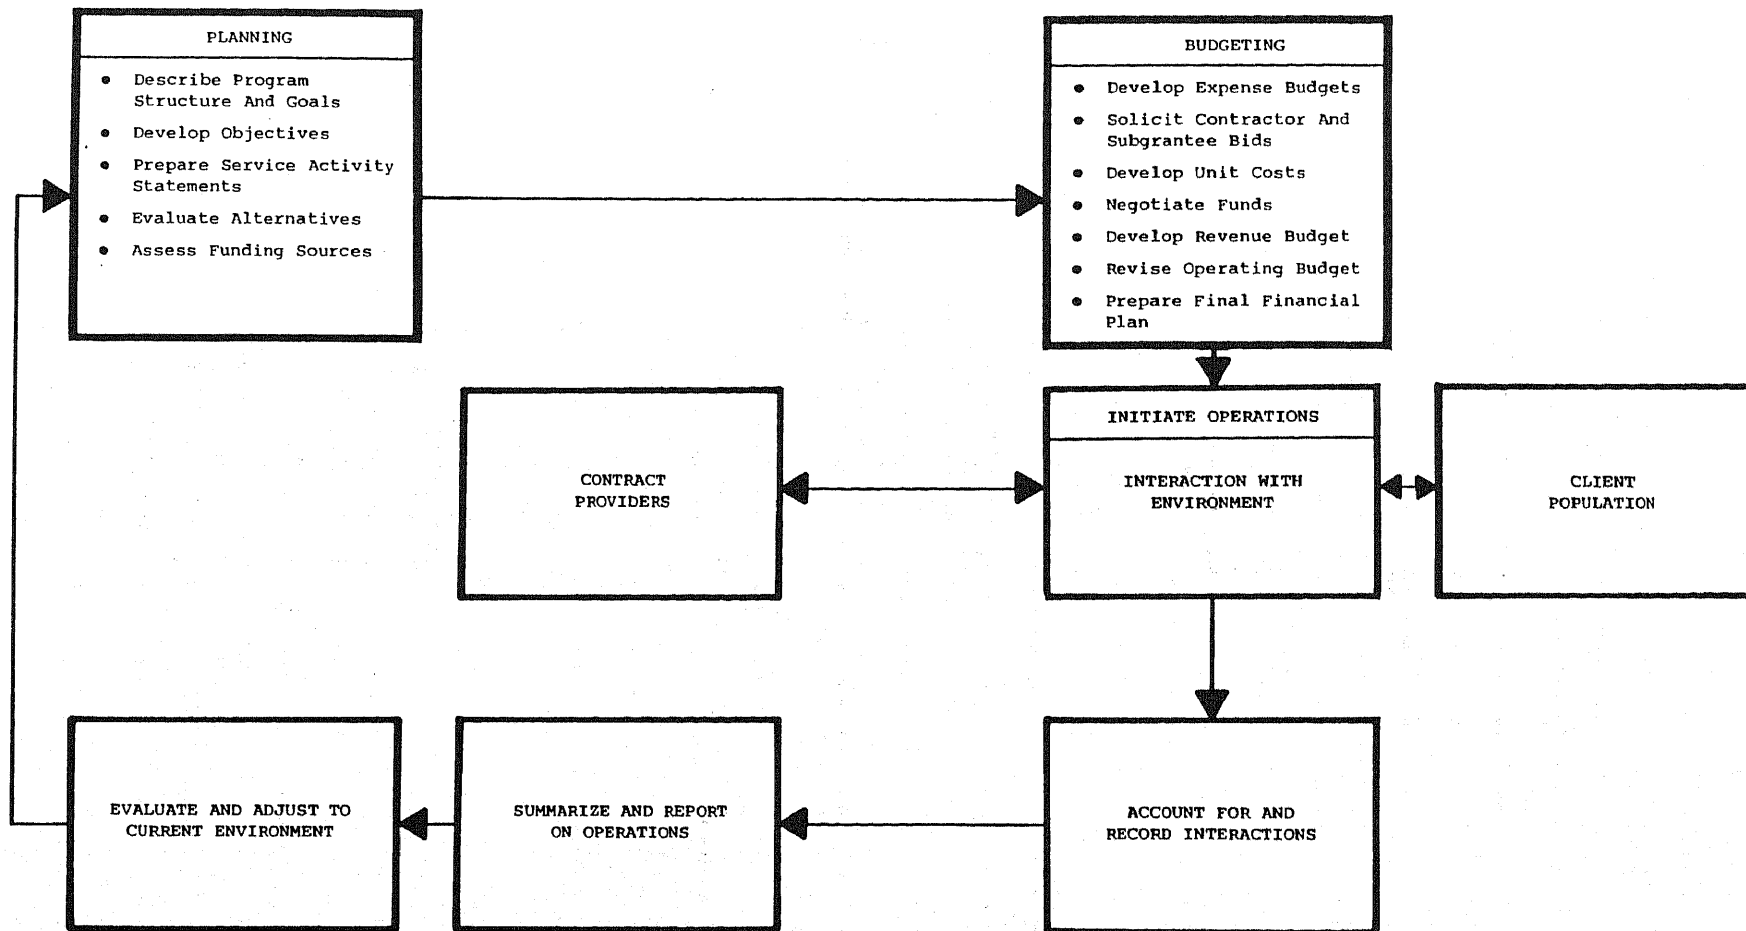 PLANNING
• Describe Program
Structure And Goals
• Develop Objectives
• Prepare Service Activity
Statements
• Evaluate Alternatives
• Assess Funding Sources
BUDGETING
• Develop Expense Budgets
• Solicit Contractor And
Subgrantee Bids
• Develop Unit Costs
• Negotiate Funds
• Develop Revenue Budget
• Revise Operating Budget
• Prepare Final Financial
Plan
CONTRACT
PROVIDERS
INITIATE OPERATIONS
INTERACTION WITH
ENVIRONMENT
CLIENT
POPULATION
EVALUATE AND ADJUST TO
CURRENT ENVIRONMENT
SUMMARIZE AND REPORT
ON OPERATIONS
ACCOUNT FOR AND
RECORD INTERACTIONS